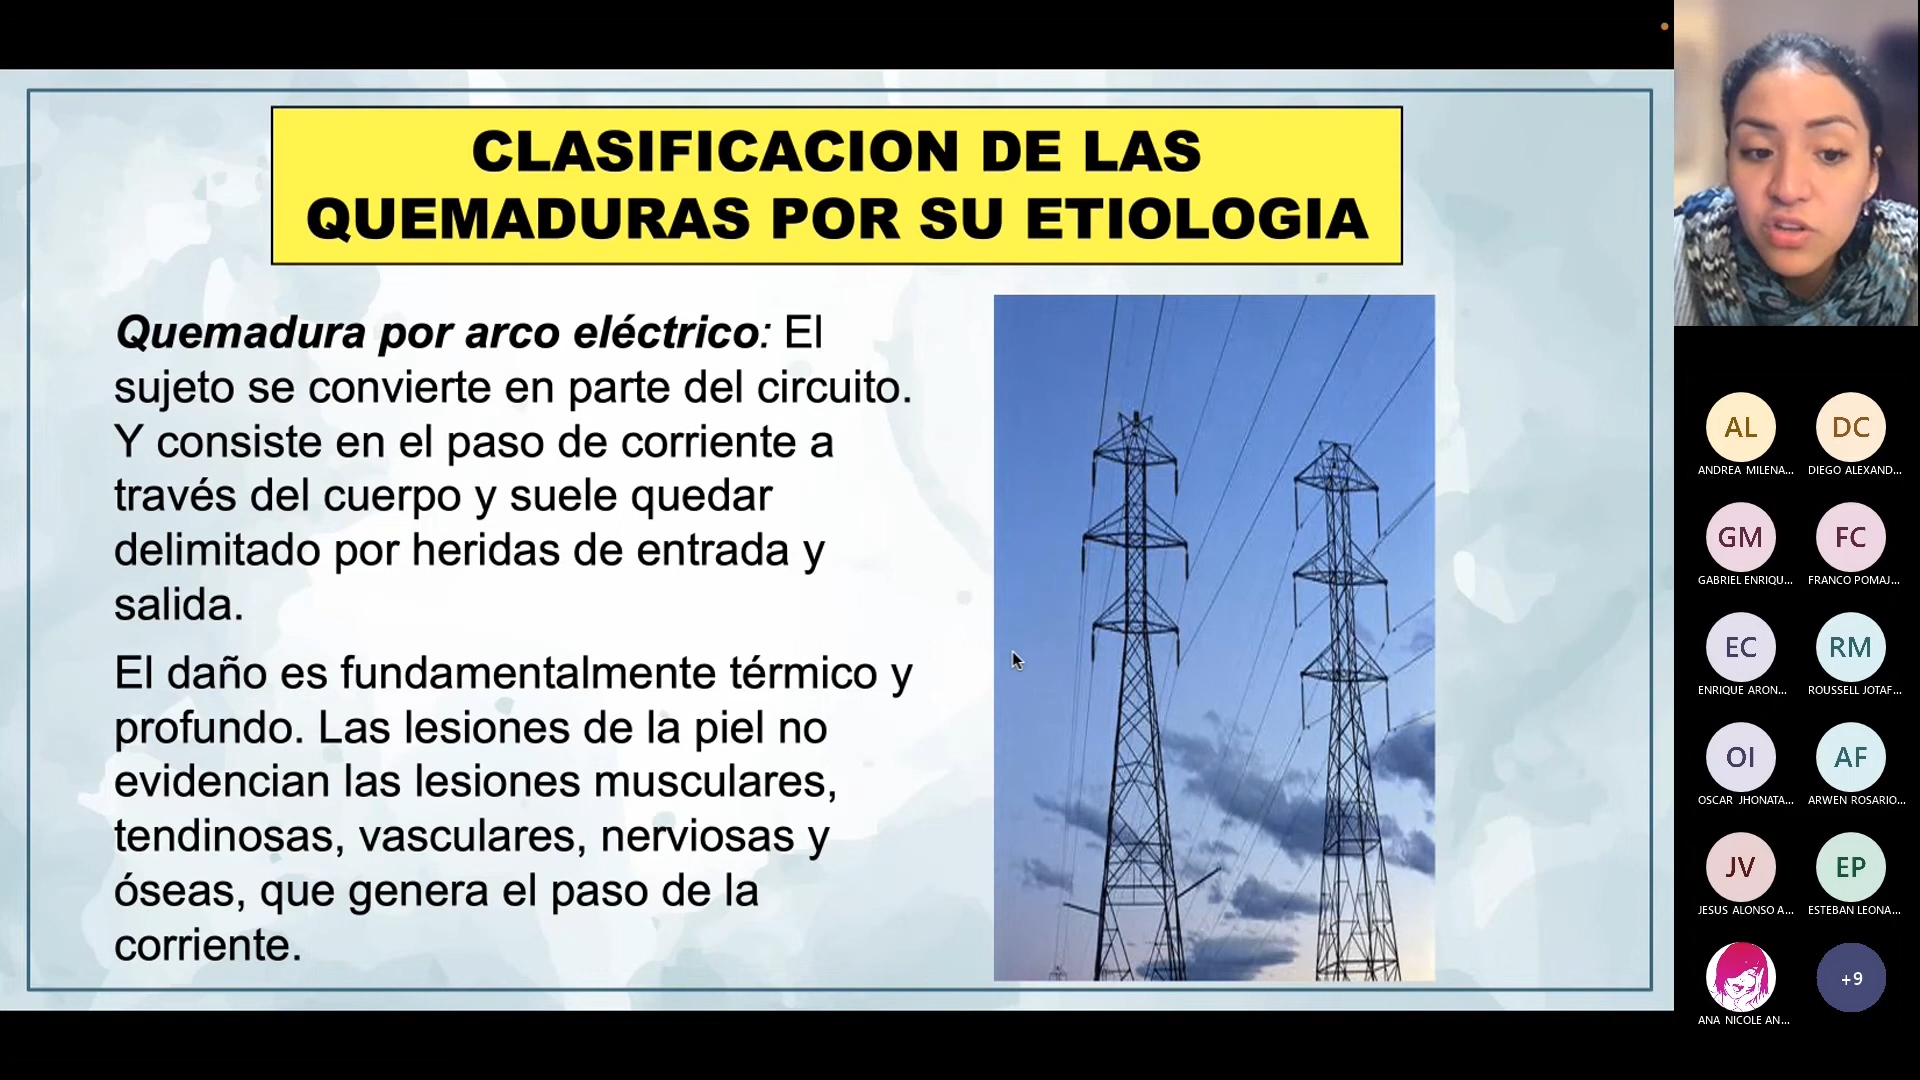 CLASIFICACION DE LAS
QUEMADURAS POR SU ETIOLOGIA
Quemadura por arco eléctrico: El
sujeto se convierte en parte del circuito.
Y consiste en el paso de corriente a
través del cuerpo y suele quedar
delimitado por heridas de entrada y
salida.
El daño es fundamentalmente térmico y
profundo. Las lesiones de la piel no
evidencian las lesiones musculares,
tendinosas, vasculares, nerviosas y
óseas, que genera el paso de la
corriente.
AL
ANDREA MILENA...
DC
DIEGO ALEXAND...
GM
GABRIEL ENRIQU...
FC
FRANCO POMAJ...
EC
ENRIQUE ARON...
RM
ROUSSELL JOTAF...
OI
OSCAR JHONATA...
AF
ARWEN ROSARIO...
JV
JESUS ALONSO A...
EP
ESTEBAN LEONA...
ANA NICOLE AN...
+9